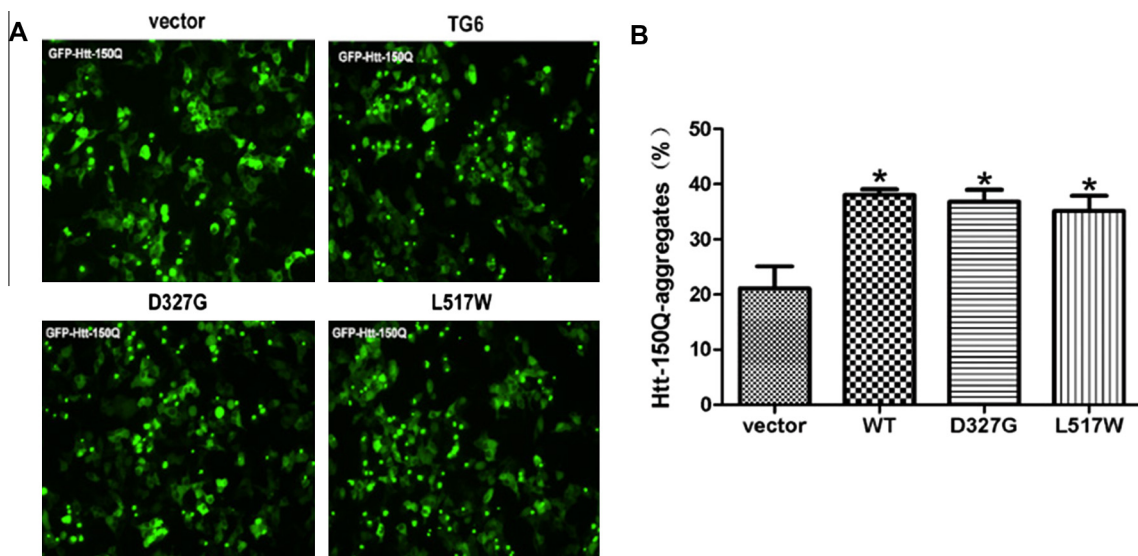 A
vector
TG6
GFP-Htt-150Q
GFP-Htt-150Q
D327G
L517W
GFP-Htt-150Q
GFP-Htt-150Q
B
Htt-150Q-aggregates (%)
50
40
30
20
10
0
* * *
vector WT D327G L517W